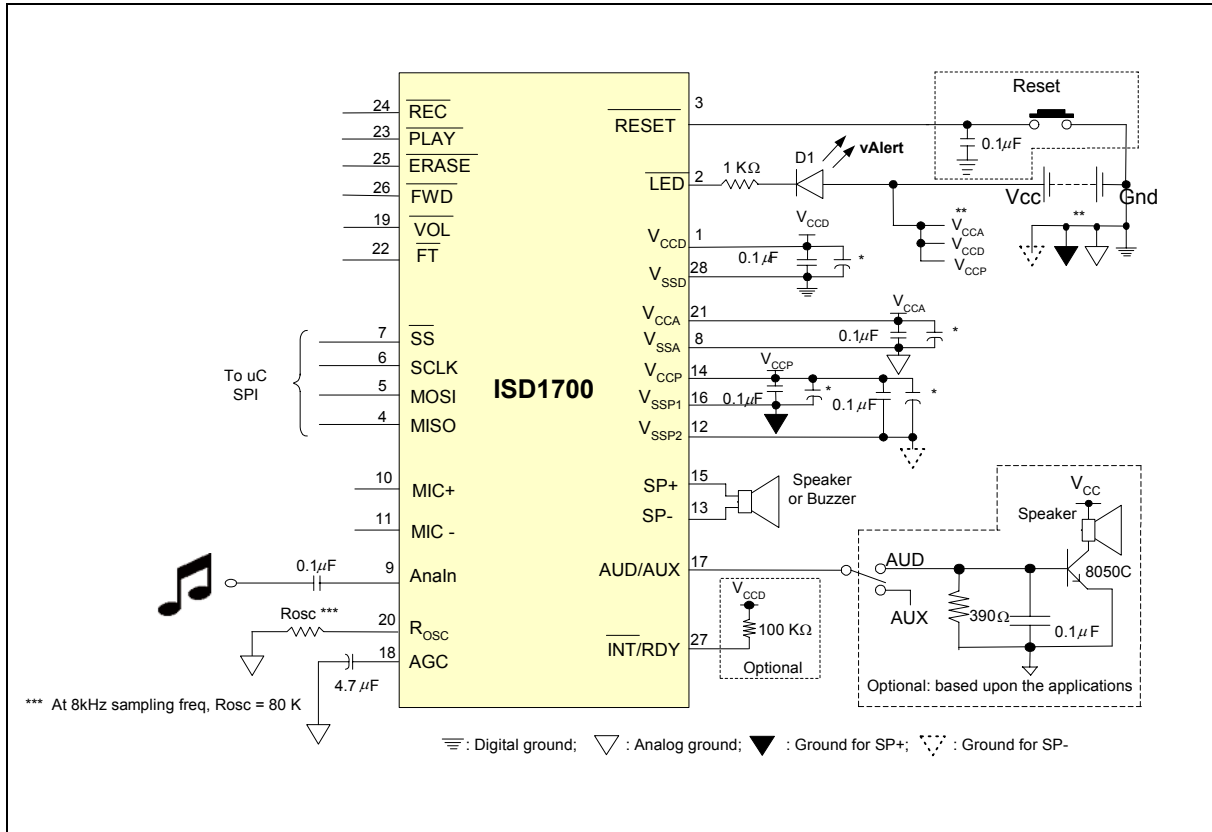 Reset
24
REC
3
RESET
0.1µF
23
PLAY
25
ERASE
D1
vAlert
26
FWD
LED
2
1 KΩ
Vcc
Gnd
19
VOL
**
**
22
FT
VCCD
1
VCCD
0.1µF
*
VCCA
VCCD
VCCP
VSSD
28
7
SS
VCCA
21
VCCA
6
SCLK
VSSA
8
0.1µF
*
To uC
SPI
5
MOSI
ISD1700
VCCP
14
VCCP
4
MISO
VSSP1
16
0.1µF
*
0.1µF
*
VSSP2
12
10
MIC+
SP+
15
Speaker
or Buzzer
11
MIC -
SP-
13
VCC
Speaker
0.1µF
9
AnaIn
AUD/AUX
17
AUD
8050C
AUX
Rosc ***
20
ROSC
VCCD
100 KΩ
390Ω
0.1µF
18
AGC
INT/RDY
27
Optional
4.7 µF
Optional: based upon the applications
*** At 8kHz sampling freq, Rosc = 80 K
: Digital ground; : Analog ground; : Ground for SP+; : Ground for SP-